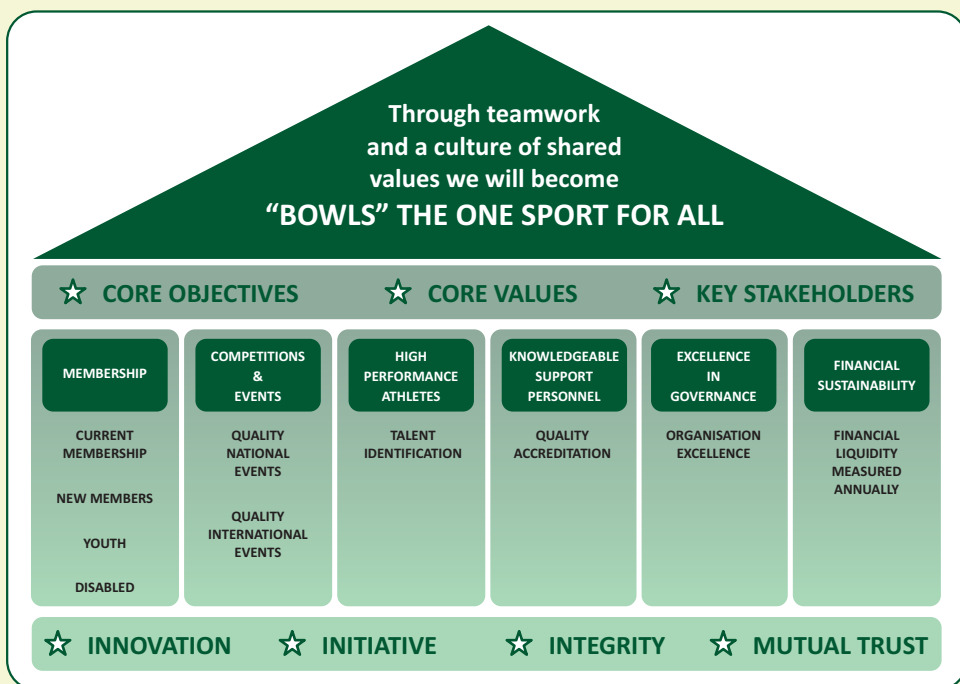 Through teamwork
and a culture of shared
values we will become
“BOWLS” THE ONE SPORT FOR ALL
CORE OBJECTIVES
CORE VALUES
KEY STAKEHOLDERS
MEMBERSHIP
CURRENT
MEMBERSHIP
NEW MEMBERS
YOUTH
DISABLED
COMPETITIONS
&
EVENTS
QUALITY
NATIONAL
EVENTS
QUALITY
INTERNATIONAL
EVENTS
HIGH
PERFORMANCE
ATHLETES
TALENT
IDENTIFICATION
KNOWLEDGEABLE
SUPPORT
PERSONNEL
QUALITY
ACCREDITATION
EXCELLENCE
IN
GOVERNANCE
ORGANISATION
EXCELLENCE
FINANCIAL
SUSTAINABILITY
FINANCIAL
LIQUIDITY
MEASURED
ANNUALLY
INNOVATION
INITIATIVE
INTEGRITY
MUTUAL TRUST